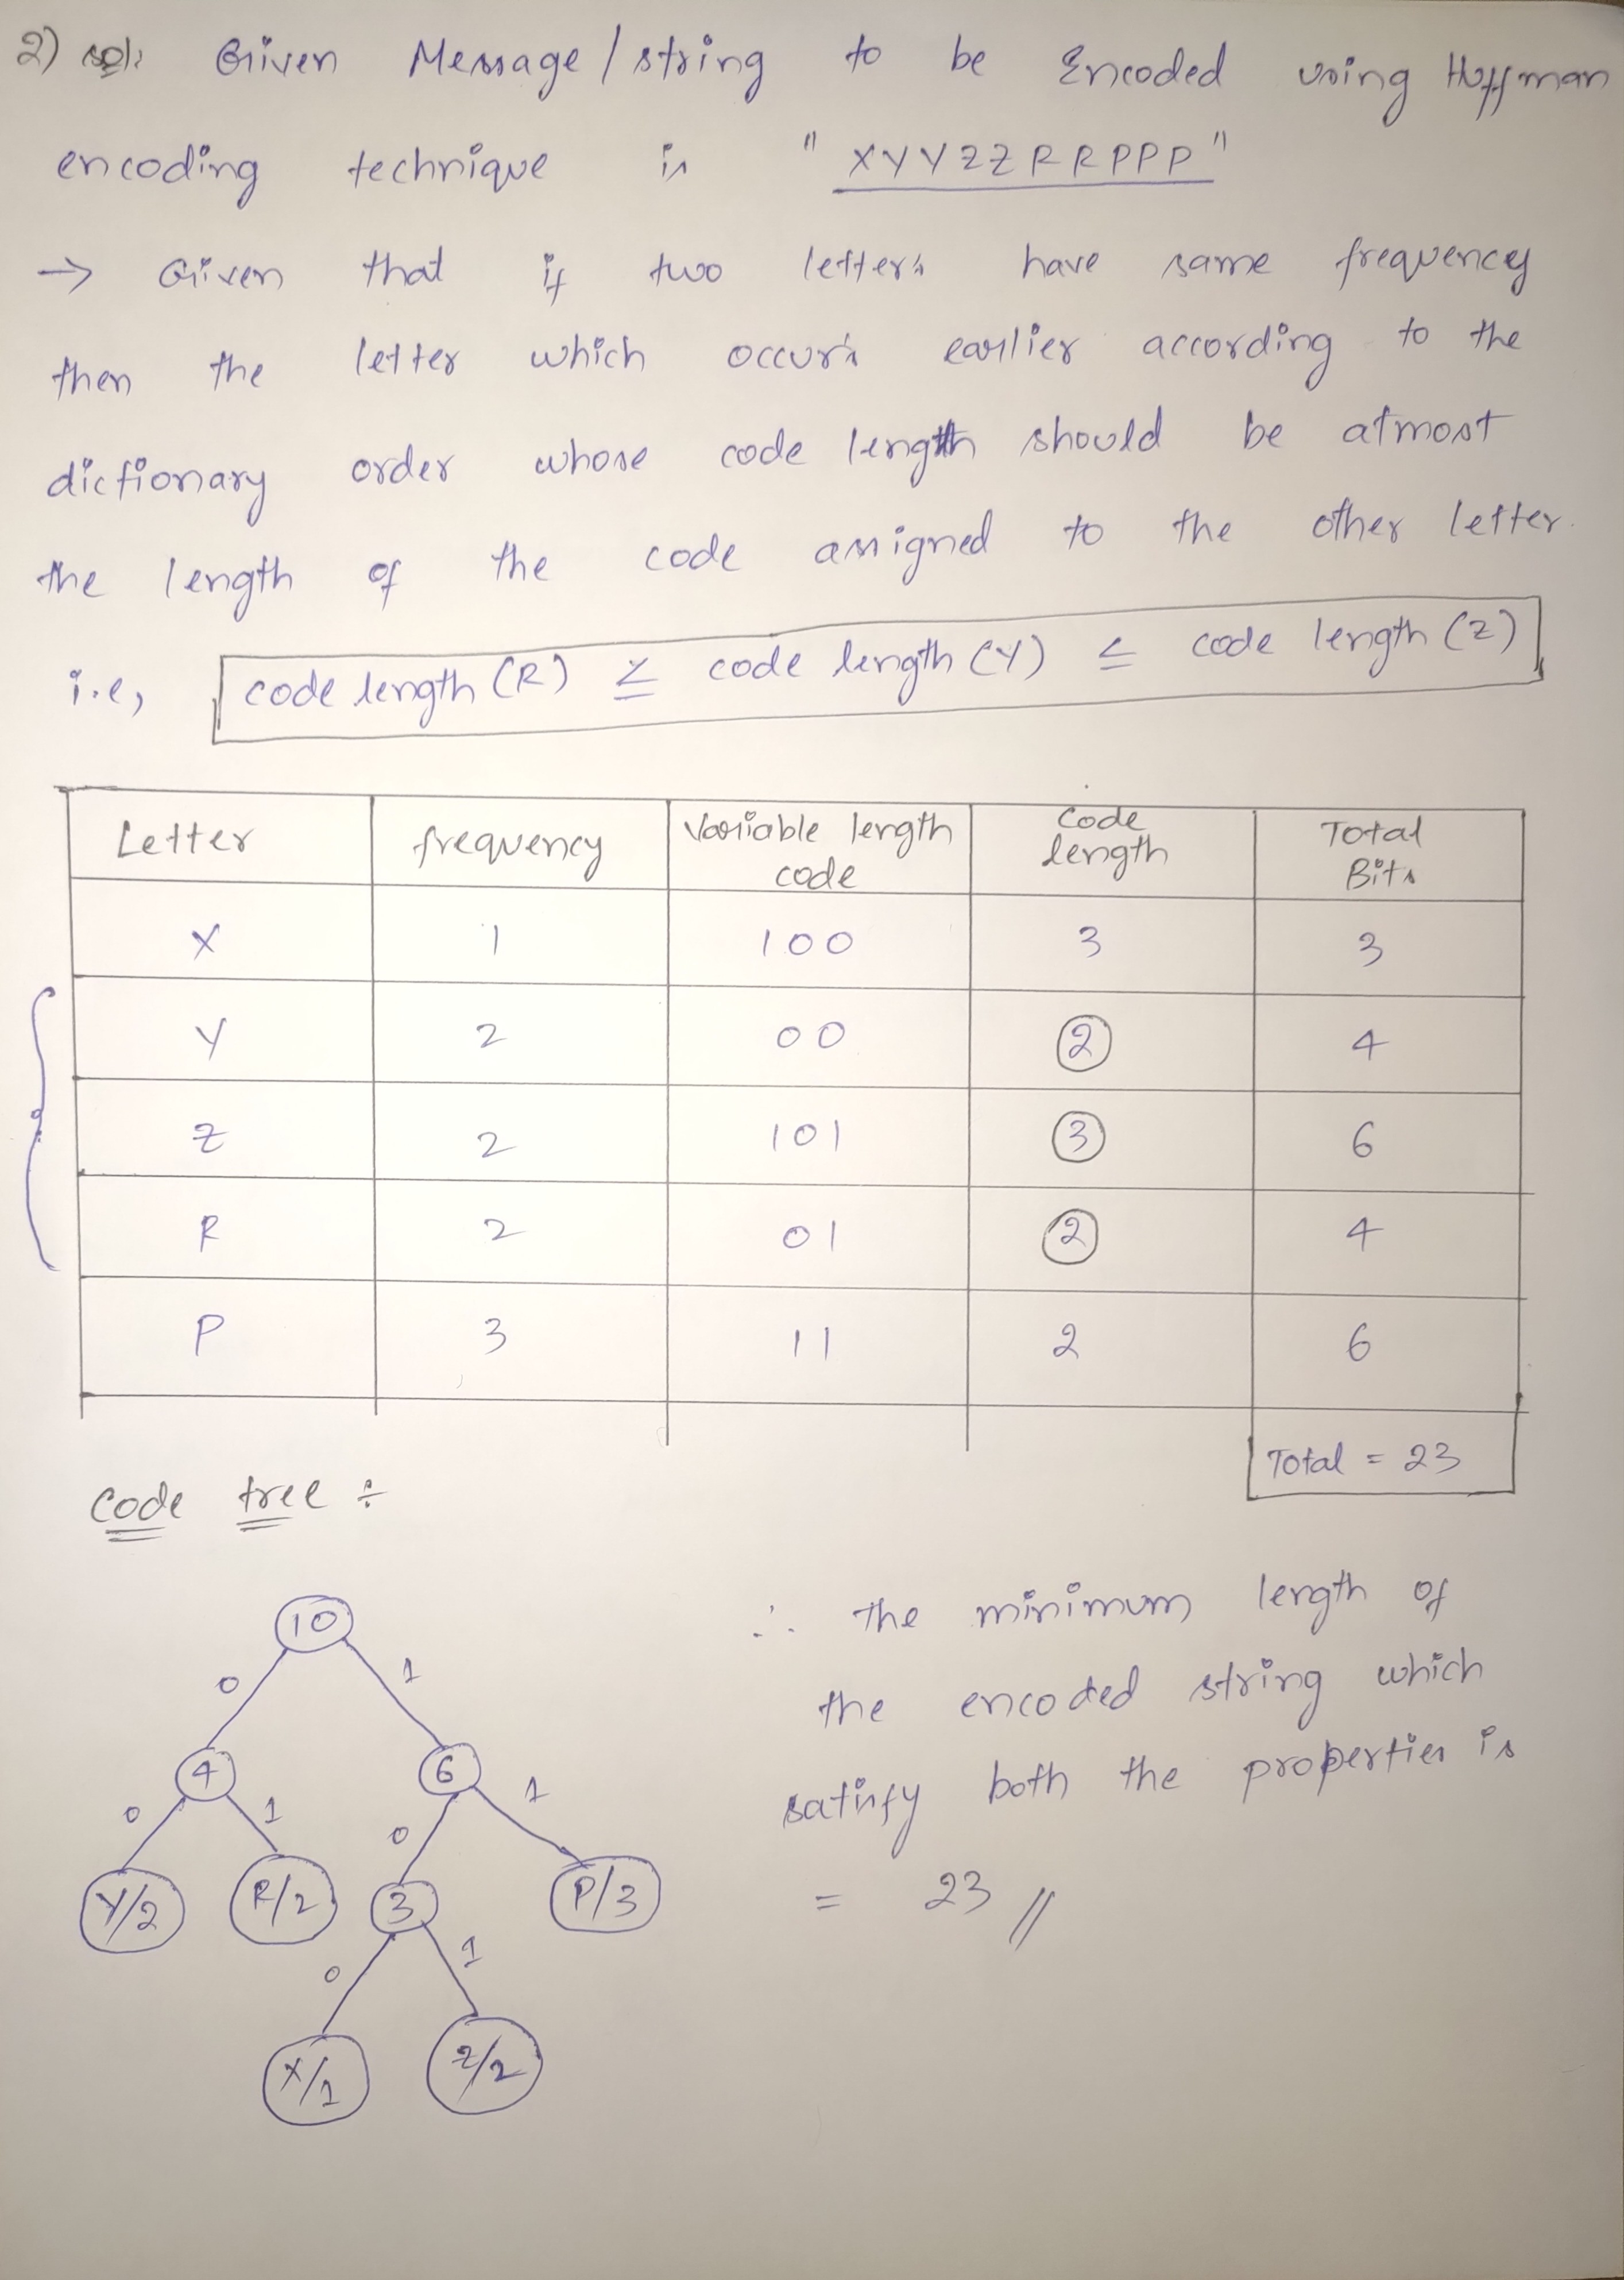 2) sol: Given Message / string to be Encoded using Huffman
encoding technique is "XYYZZRRPPP"
→ Given that if two letters have same frequency
then the letter which occurs earlier according to the
dictionary order whose code length should be atmost
the length of the code assigned to the other letter.
i.e, code length (R) ≤ code length (Y) ≤ code length (Z)
Letter frequency Variable length code Code length Total Bits
X 1 100 3 3
Y 2 00 2 4
Z 2 101 3 6
R 2 01 2 4
P 3 11 2 6
Total = 23
Code tree ÷
10
0 1
4 6
0 1 0 1
Y/2 R/2 3 P/3
0 1
X/1 Z/2
∴ The minimum length of
the encoded string which
satisfy both the properties is
= 23 //